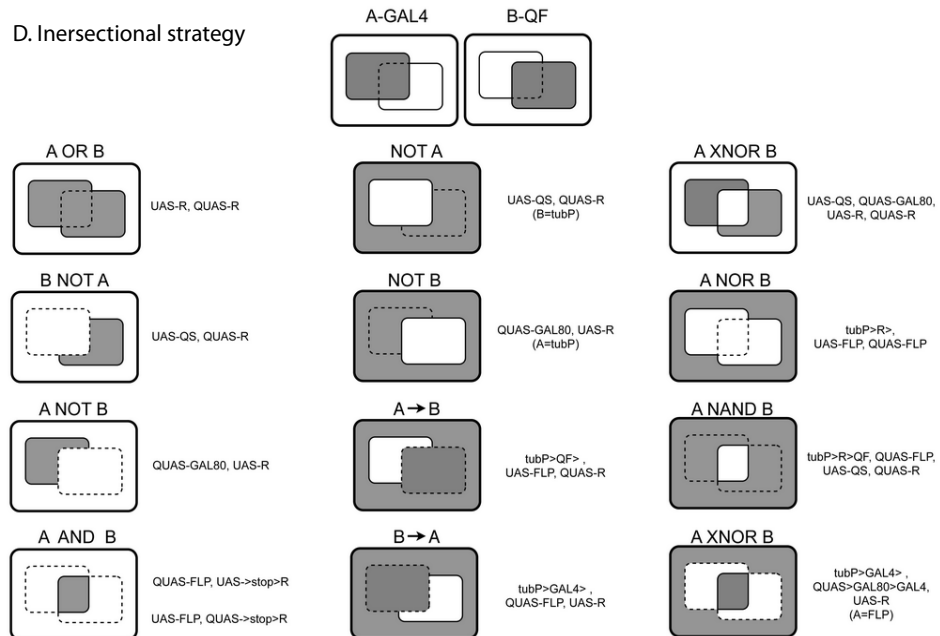 D. Inersectional strategy
A-GAL4
B-QF
A OR B
UAS-R, QUAS-R
NOT A
UAS-QS, QUAS-R
(B=tubP)
A XNOR B
UAS-QS, QUAS-GAL80,
UAS-R, QUAS-R
B NOT A
UAS-QS, QUAS-R
NOT B
QUAS-GAL80, UAS-R
(A=tubP)
A NOR B
tubP>R>,
UAS-FLP, QUAS-FLP
A NOT B
QUAS-GAL80, UAS-R
A→B
tubP>QF> ,
UAS-FLP, QUAS-R
A NAND B
tubP>R>QF, QUAS-FLP,
UAS-QS, QUAS-R
A AND B
QUAS-FLP, UAS->stop>R
UAS-FLP, QUAS->stop>R
B→A
tubP>GAL4> ,
QUAS-FLP, UAS-R
A XNOR B
tubP>GAL4> ,
QUAS>GAL80>GAL4,
UAS-R
(A=FLP)